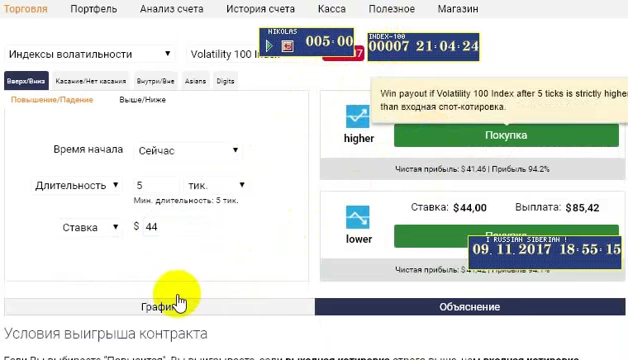 Торговля Портфель Анализ счета История счета Касса Полезное Магазин
NIKOLAS
005:00
INDEX-100
00007 21:04:24
Индексы волатильности
Volatility 100
Вверх/Вниз Касание/Нет касания Внутри/Вне Asians Digits
Повышение/Падение Выше/Ниже
Win payout if Volatility 100 Index after 5 ticks is strictly
than входная спот-котировка.
Время начала Сейчас
Длительность 5 тик.
Мин. длительность: 5 тик.
Ставка $ 44
higher
Покупка
Чистая прибыль: $41,46 | Прибыль 94.2%
Ставка: $44,00 Выплата: $85,42
lower
I RUSSIAN SIBERIAN !
09.11.2017 18:55:15
Чистая прибыль: $41,42 | Прибыль 94.1%
График
Объяснение
Условия выигрыша контракта